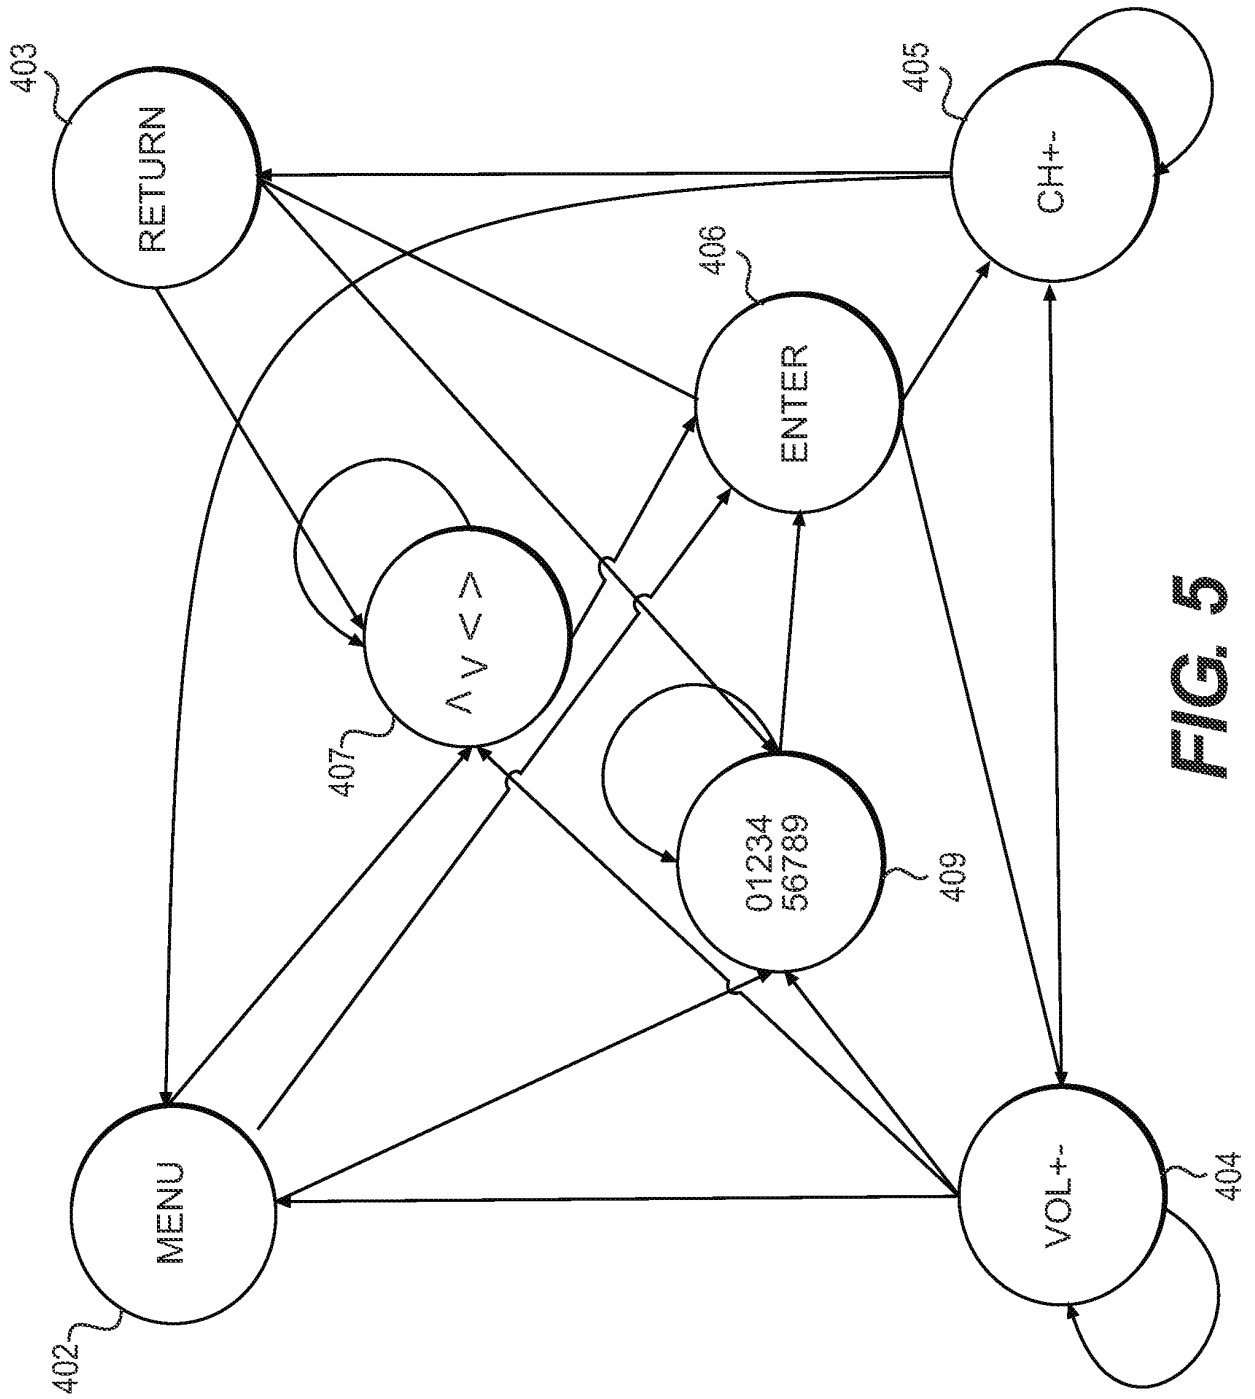 403
402
RETURN
MENU
407
^ v < >
406
405
ENTER
01234
56789
409
CH+-
VOL+-
404
FIG. 5